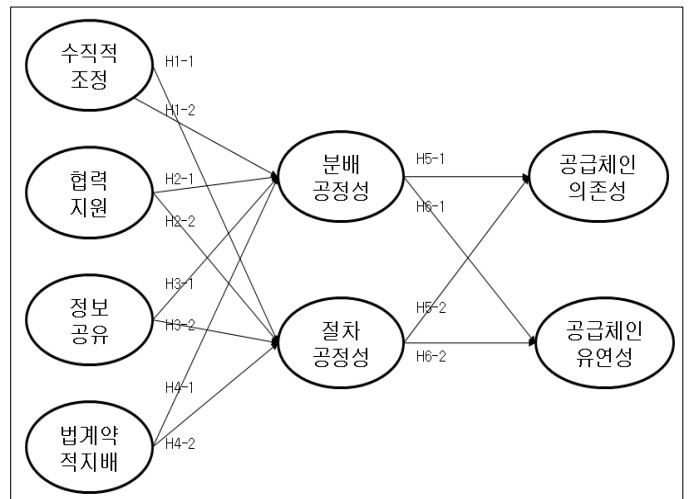 수직적
조정
H1-1
H1-2
협력
지원
H2-1
H2-2
정보
공유
H3-1
H3-2
법계약
적지배
H4-1
H4-2
분배
공정성
H5-1
H6-1
절차
공정성
H5-2
H6-2
공급체인
의존성
공급체인
유연성